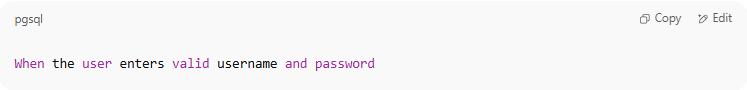 pgsql
Copy
Edit
When the user enters valid username and password